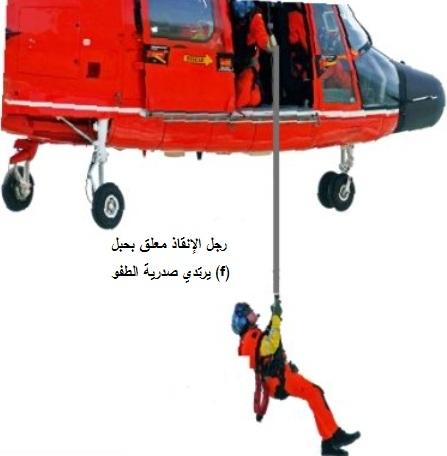 رجل الإنقاذ معلق بحبل
(f) يرتدي صدرية الطفو